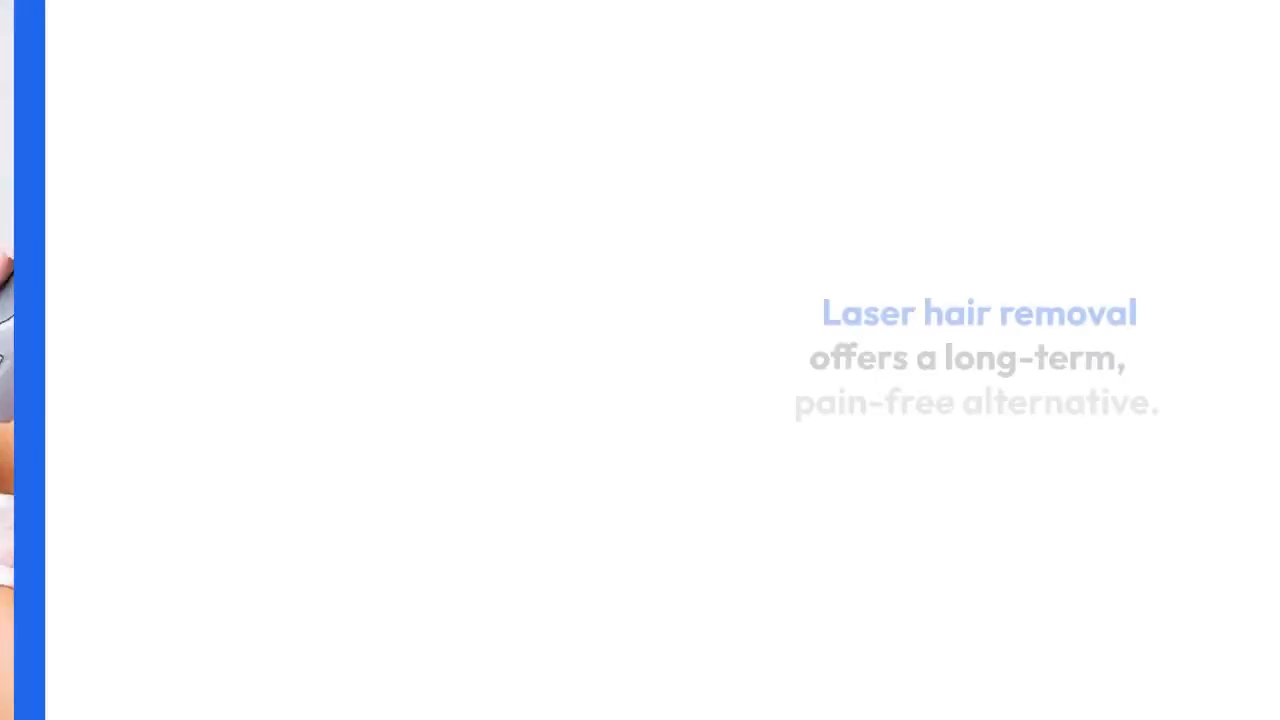 Laser hair removal
offers a long-term,
pain-free alternative.